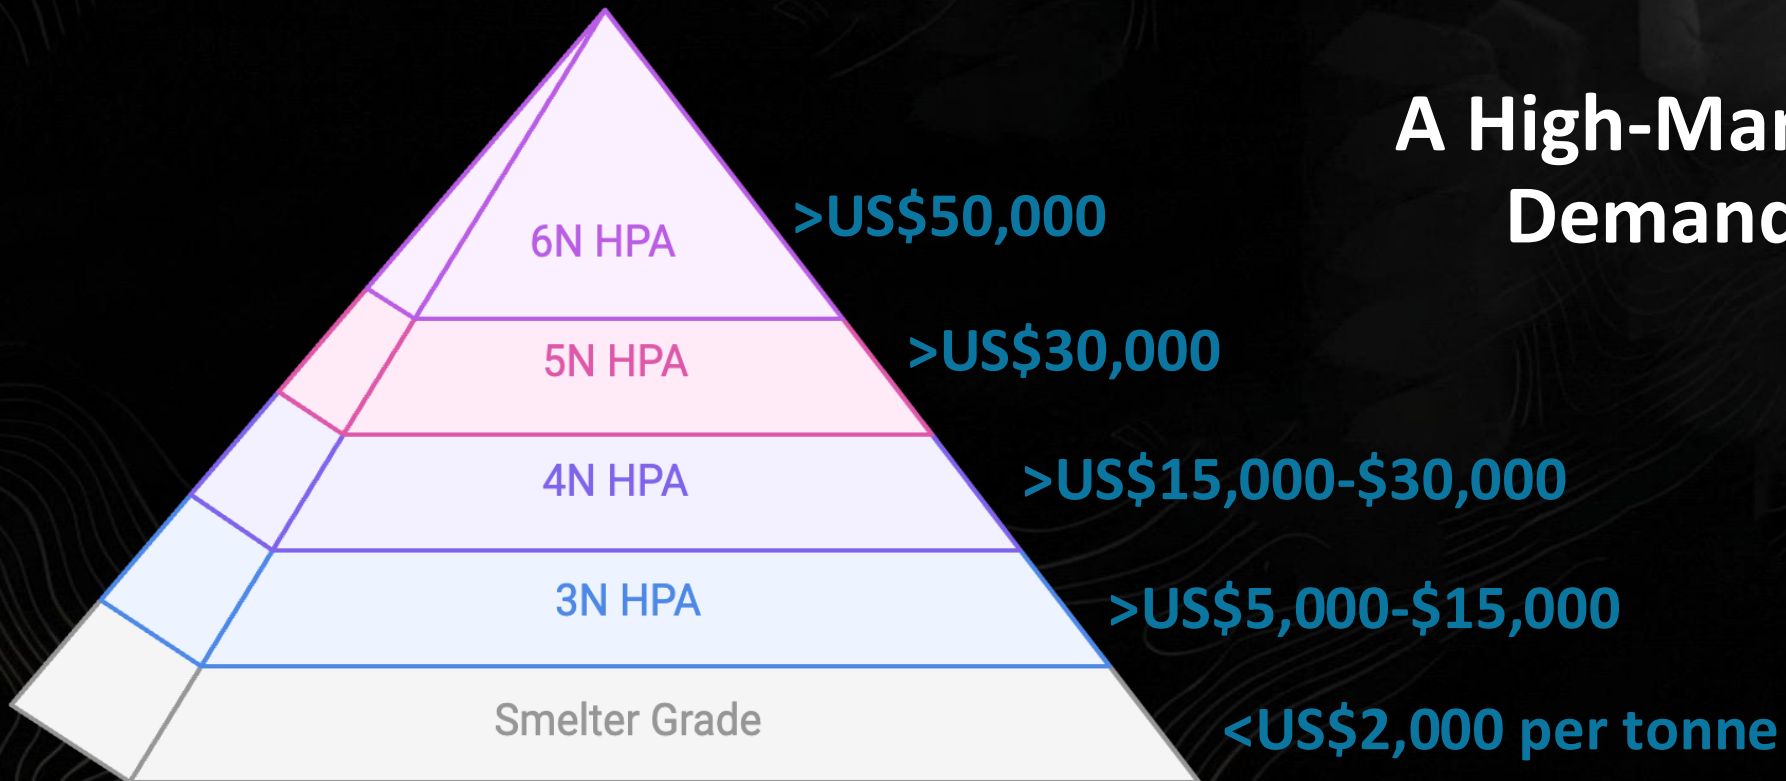 A High-Mar
Demand
6N HPA
>US$50,000
5N HPA
>US$30,000
4N HPA
>US$15,000-$30,000
3N HPA
>US$5,000-$15,000
Smelter Grade
<US$2,000 per tonne